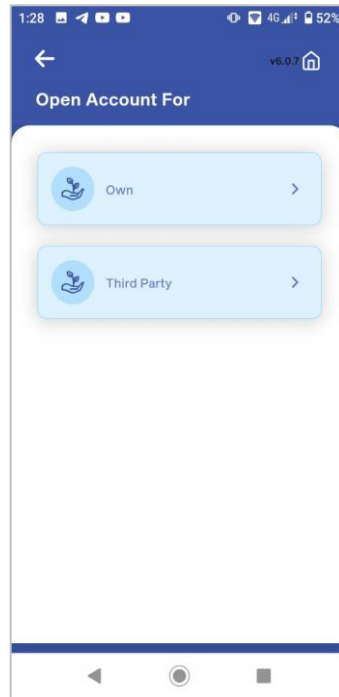 1:28 4G 52%
v6.0.7
Open Account For
Own
Third Party